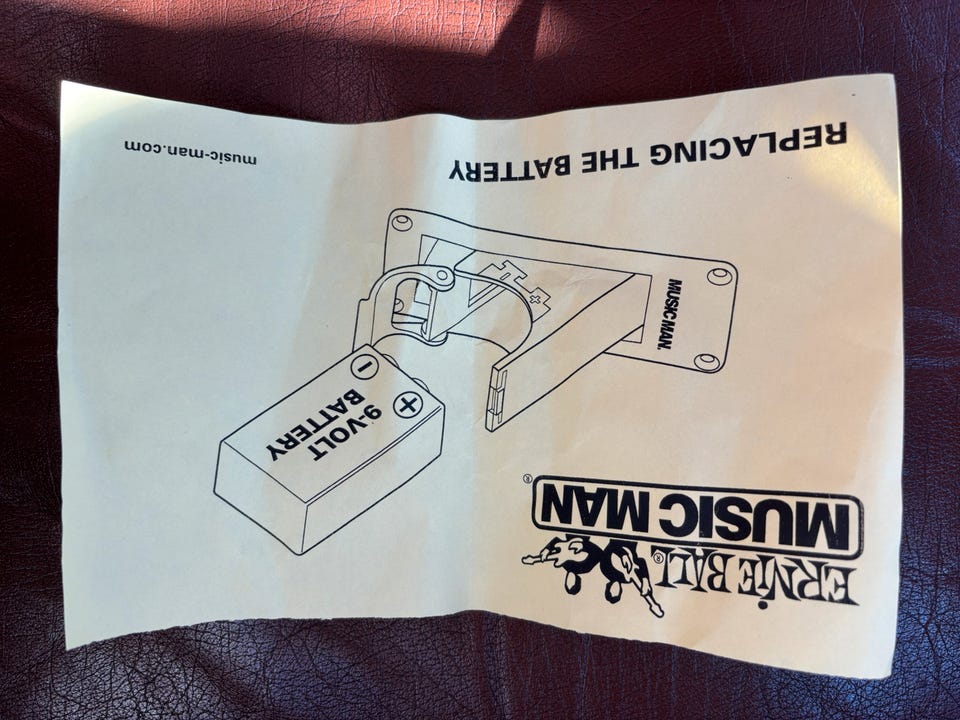 ERNIE BALL®
MUSIC MAN®
MUSIC MAN.
+
-
9-VOLT
BATTERY
+
-
REPLACING THE BATTERY
music-man.com